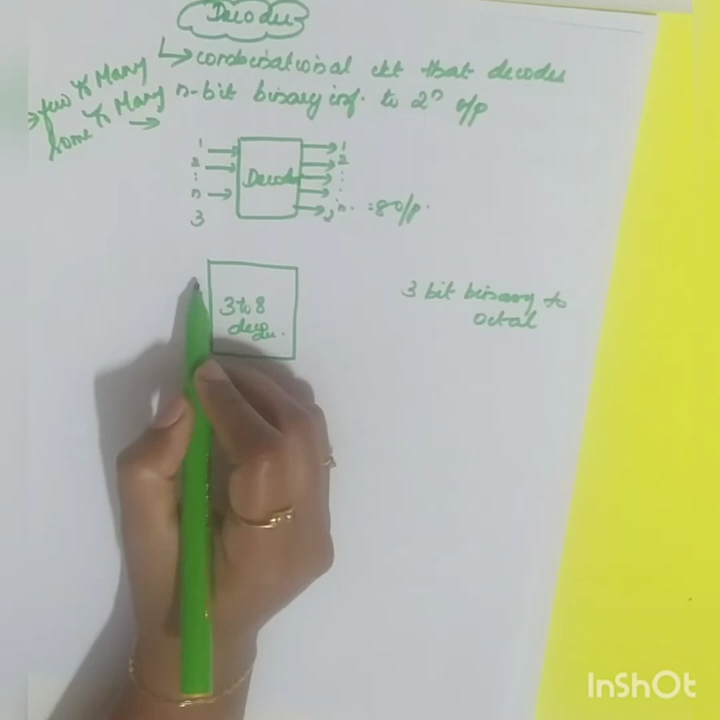 Decoder
↳ combinational ckt that decodes
n-bit binary inf. to 2ⁿ o/p
→ few to Many
Some to Many →
1
2
:
n
3
Decoder
1
2
:
n. = 8 o/p.
3 to 8
decoder.
3 bit binary to
octal
InShOt